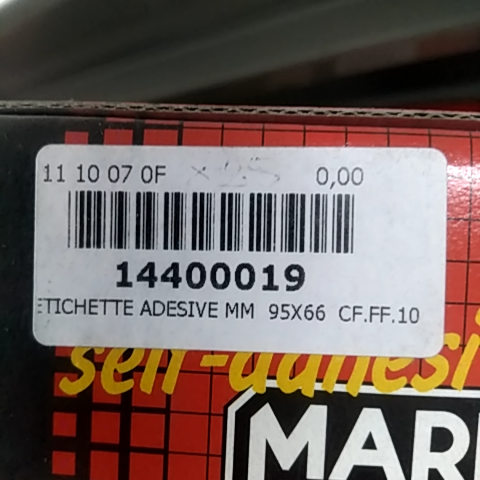 11 10 07 0F 0,00
14400019
ETICHETTE ADESIVE MM 95X66 CF.FF.10
self-adhesi
MAR